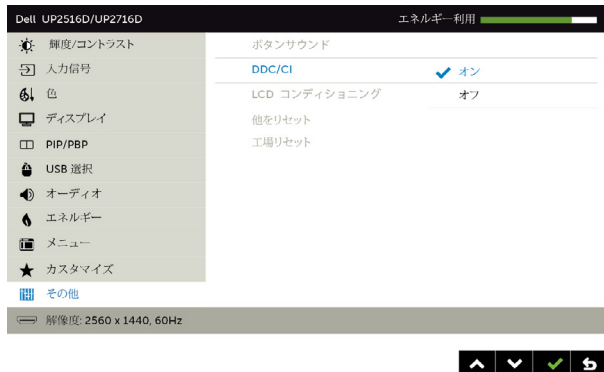 Dell UP2516D/UP2716D エネルギー利用
輝度/コントラスト ボタンサウンド
入力信号 DDC/CI オン
色 LCD コンディショニング オフ
ディスプレイ 他をリセット
PIP/PBP 工場リセット
USB 選択
オーディオ
エネルギー
メニュー
カスタマイズ
その他
解像度: 2560 x 1440, 60Hz